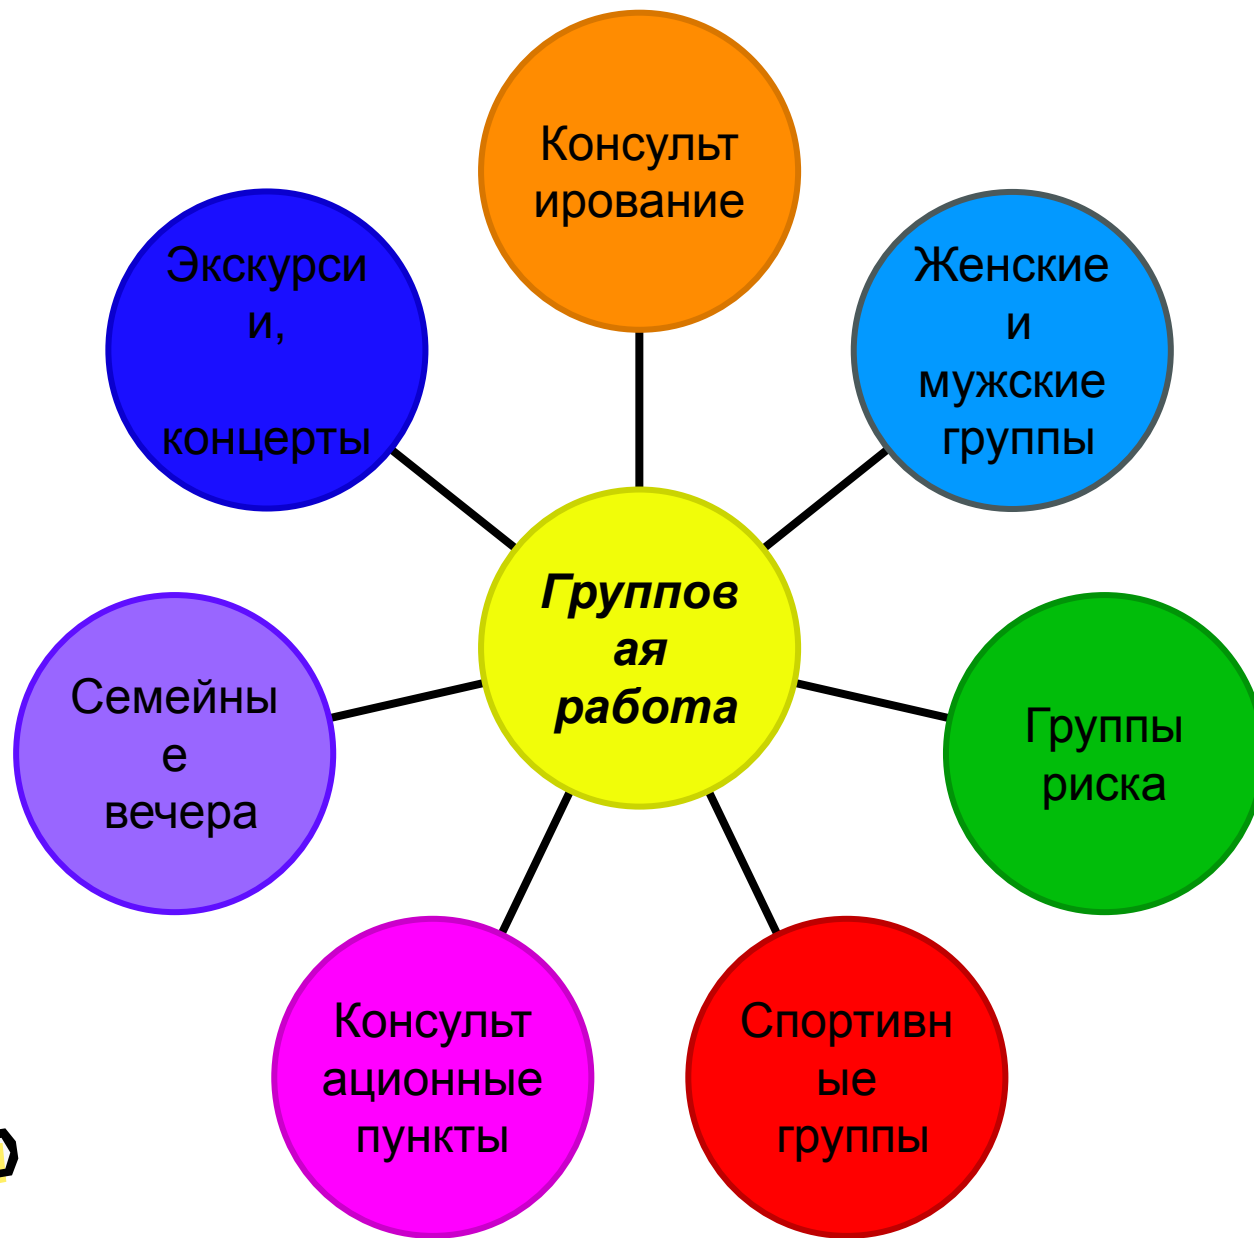 Консульт
ирование
Женские
и
мужские
группы
Группы
риска
Спортивн
ые
группы
Консульт
ационные
пункты
Семейны
е
вечера
Экскурси
и,
концерты
Группов
ая
работа